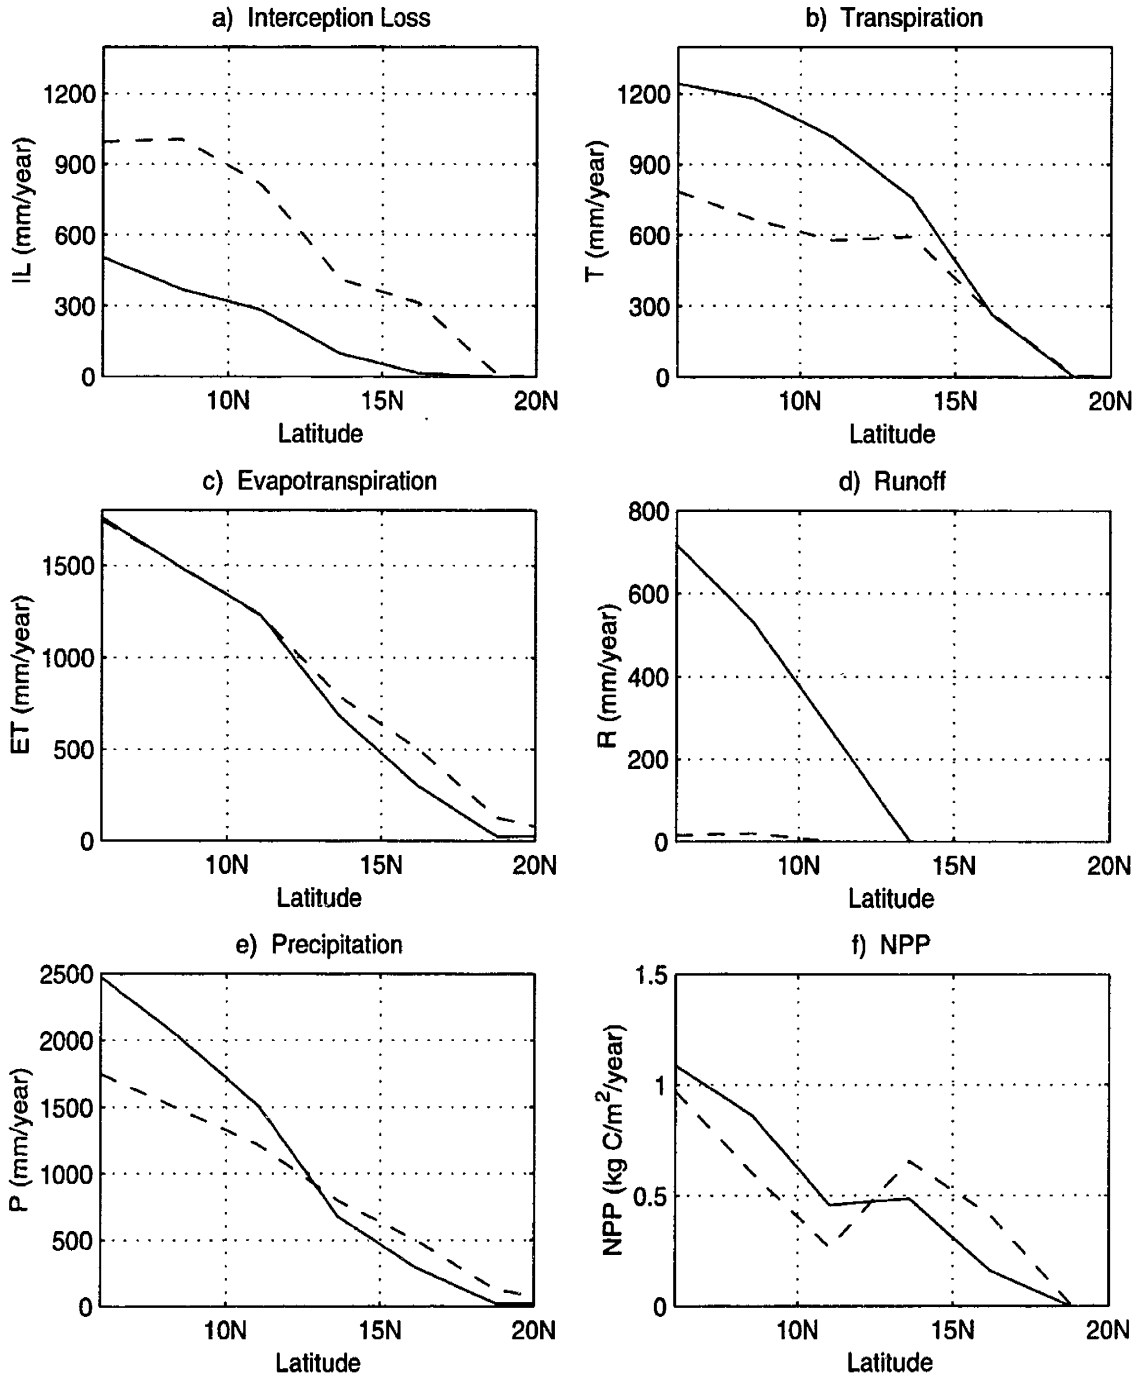 a) Interception Loss
IL (mm/year)
1200
900
600
300
0
10N 15N 20N
Latitude
b) Transpiration
T (mm/year)
1200
900
600
300
0
10N 15N 20N
Latitude
c) Evapotranspiration
ET (mm/year)
1500
1000
500
0
10N 15N 20N
Latitude
d) Runoff
R (mm/year)
800
600
400
200
0
10N 15N 20N
Latitude
e) Precipitation
P (mm/year)
2500
2000
1500
1000
500
0
10N 15N 20N
Latitude
f) NPP
NPP (kg C/m²/year)
1.5
1
0.5
0
10N 15N 20N
Latitude